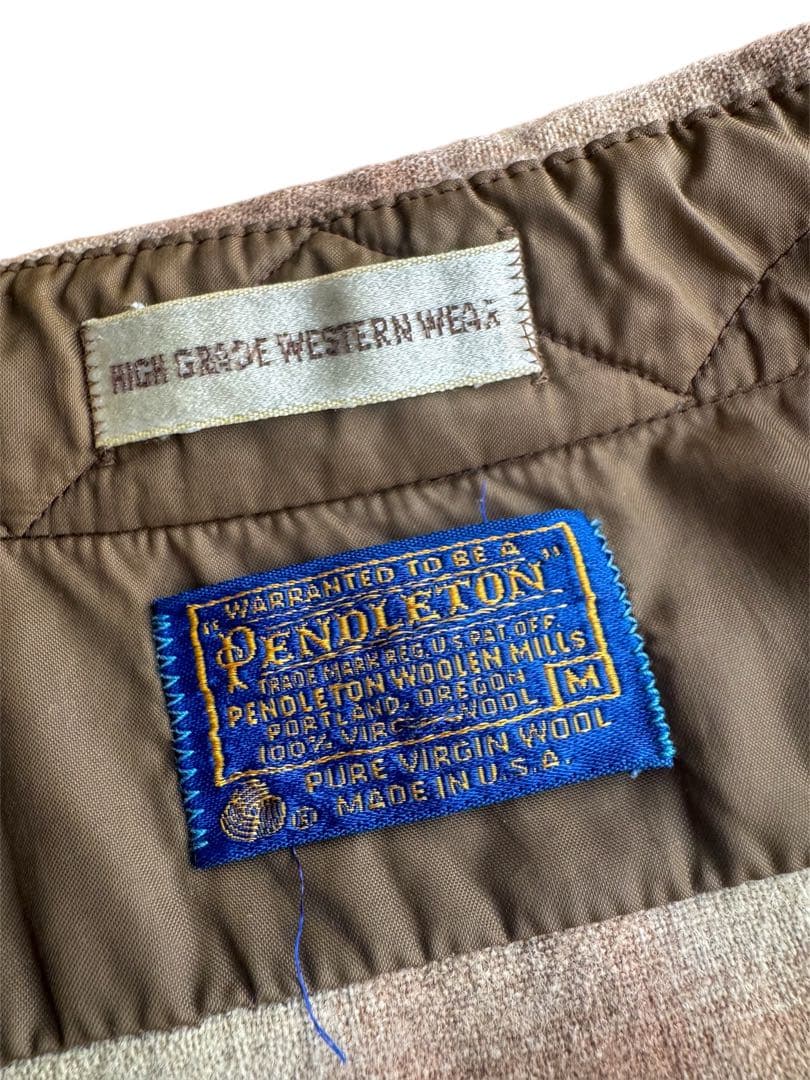 HIGH GRADE WESTERN WEAR
"WARRANTED TO BE A
PENDLETON"
TRADE MARK REG. U.S. PAT. OFF.
PENDLETON WOOLEN MILLS
PORTLAND, OREGON
M
100% VIRGIN WOOL
PURE VIRGIN WOOL
®
MADE IN U.S.A.